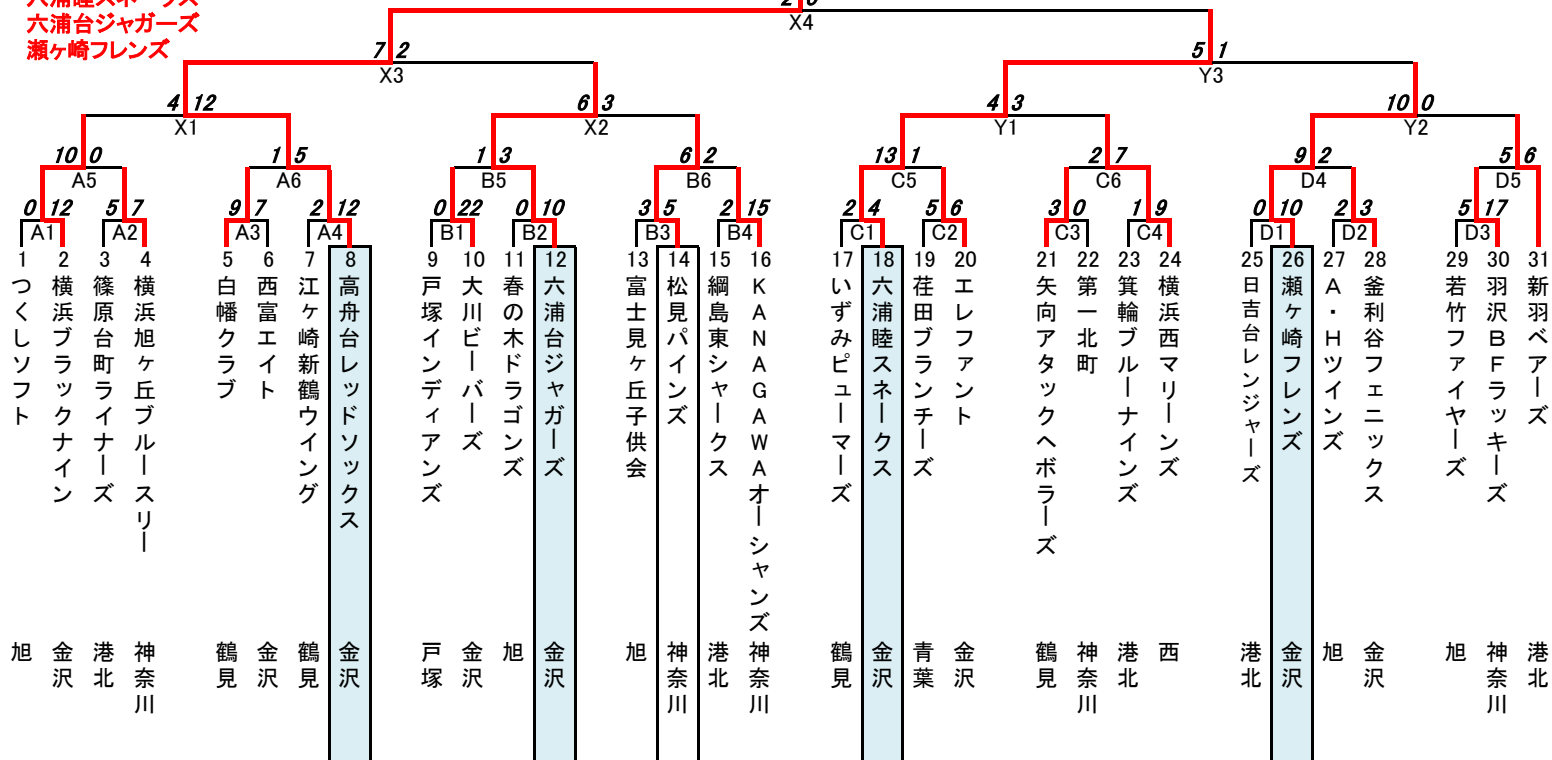 六浦台ジャガーズ
瀬ヶ崎フレンズ
X4
7 2
X3
5 1
Y3
4 12
X1
6 3
X2
4 3
Y1
10 0
Y2
10 0
A5
1 5
A6
1 3
B5
6 2
B6
13 1
C5
2 7
C6
9 2
D4
5 6
D5
0 12
A1
5 7
A2
9 7
A3
2 12
A4
0 22
B1
0 10
B2
3 5
B3
2 15
B4
2 4
C1
5 6
C2
3 0
C3
1 9
C4
0 10
D1
2 3
D2
5 17
D3
1 つくしソフト 旭
2 横浜ブラックナイン 金沢
3 篠原台町ライナーズ 港北
4 横浜旭ヶ丘ブルースリー 神奈川
5 白幡クラブ 鶴見
6 西富エイト 金沢
7 江ヶ崎新鶴ウイング 鶴見
8 高舟台レッドソックス 金沢
9 戸塚インディアンズ 戸塚
10 大川ビーバーズ 金沢
11 春の木ドラゴンズ 旭
12 六浦台ジャガーズ 金沢
13 富士見ヶ丘子供会 旭
14 松見パインズ 神奈川
15 綱島東シャークス 港北
16 KANAGAWAオーシャンズ 神奈川
17 いずみピューマーズ 鶴見
18 六浦睦スネークス 金沢
19 荏田ブランチーズ 青葉
20 エレファント 金沢
21 矢向アタックヘボラーズ 鶴見
22 第一北町 神奈川
23 箕輪ブルーナインズ 港北
24 横浜西マリーンズ 西
25 日吉台レンジャーズ 港北
26 瀬ヶ崎フレンズ 金沢
27 A・Hツインズ 旭
28 釜利谷フェニックス 金沢
29 若竹ファイヤーズ 旭
30 羽沢BFラッキーズ 神奈川
31 新羽ベアーズ 港北